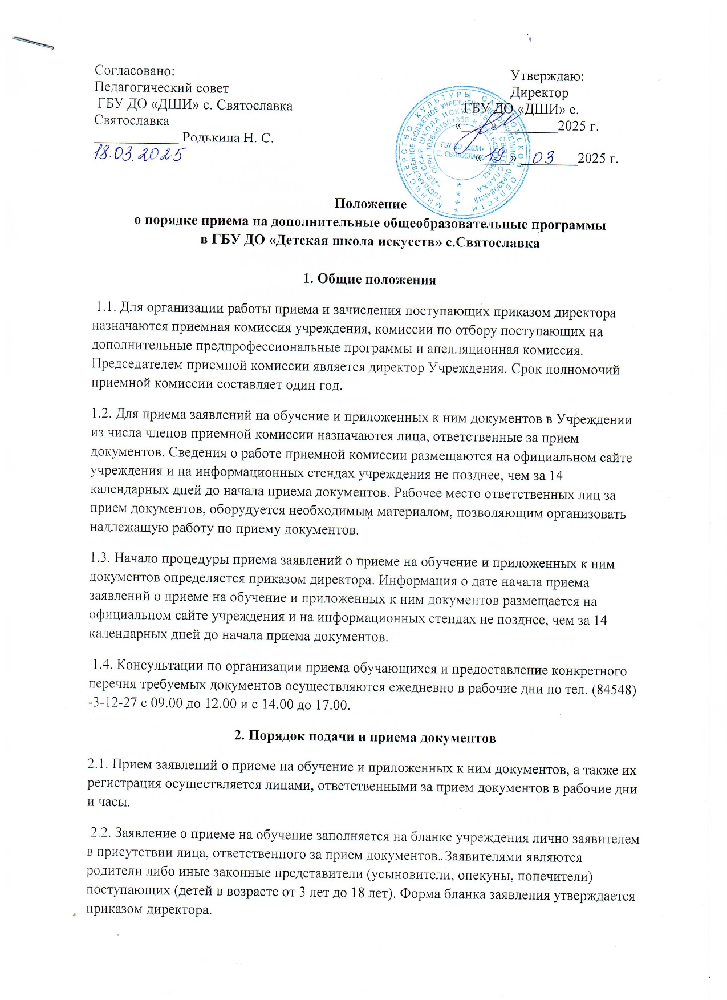 Согласовано:
Педагогический совет
ГБУ ДО «ДШИ» с. Святославка
Святославка
____________ Родькина Н. С.
18.03.2025
Утверждаю:
Директор
ГБУ ДО «ДШИ» с.
«____» ________2025 г.
«19» 03 ________2025 г.
МИНИСТЕРСТВО КУЛЬТУРЫ САРАТОВСКОЙ ОБЛАСТИ
ГОСУДАРСТВЕННОЕ БЮДЖЕТНОЕ УЧРЕЖДЕНИЕ ДОПОЛНИТЕЛЬНОГО ОБРАЗОВАНИЯ
«ДЕТСКАЯ ШКОЛА ИСКУССТВ»
ОГРН 1036401501355
ГБУ ДО «ДШИ»
С. СВЯТОСЛАВКА
Положение
о порядке приема на дополнительные общеобразовательные программы
в ГБУ ДО «Детская школа искусств» с.Святославка
1. Общие положения
1.1. Для организации работы приема и зачисления поступающих приказом директора
назначаются приемная комиссия учреждения, комиссии по отбору поступающих на
дополнительные предпрофессиональные программы и апелляционная комиссия.
Председателем приемной комиссии является директор Учреждения. Срок полномочий
приемной комиссии составляет один год.
1.2. Для приема заявлений на обучение и приложенных к ним документов в Учреждении
из числа членов приемной комиссии назначаются лица, ответственные за прием
документов. Сведения о работе приемной комиссии размещаются на официальном сайте
учреждения и на информационных стендах учреждения не позднее, чем за 14
календарных дней до начала приема документов. Рабочее место ответственных лиц за
прием документов, оборудуется необходимым материалом, позволяющим организовать
надлежащую работу по приему документов.
1.3. Начало процедуры приема заявлений о приеме на обучение и приложенных к ним
документов определяется приказом директора. Информация о дате начала приема
заявлений о приеме на обучение и приложенных к ним документов размещается на
официальном сайте учреждения и на информационных стендах не позднее, чем за 14
календарных дней до начала приема документов.
1.4. Консультации по организации приема обучающихся и предоставление конкретного
перечня требуемых документов осуществляются ежедневно в рабочие дни по тел. (84548)
-3-12-27 с 09.00 до 12.00 и с 14.00 до 17.00.
2. Порядок подачи и приема документов
2.1. Прием заявлений о приеме на обучение и приложенных к ним документов, а также их
регистрация осуществляется лицами, ответственными за прием документов в рабочие дни
и часы.
2.2. Заявление о приеме на обучение заполняется на бланке учреждения лично заявителем
в присутствии лица, ответственного за прием документов.. Заявителями являются
родители либо иные законные представители (усыновители, опекуны, попечители)
поступающих (детей в возрасте от 3 лет до 18 лет). Форма бланка заявления утверждается
приказом директора.